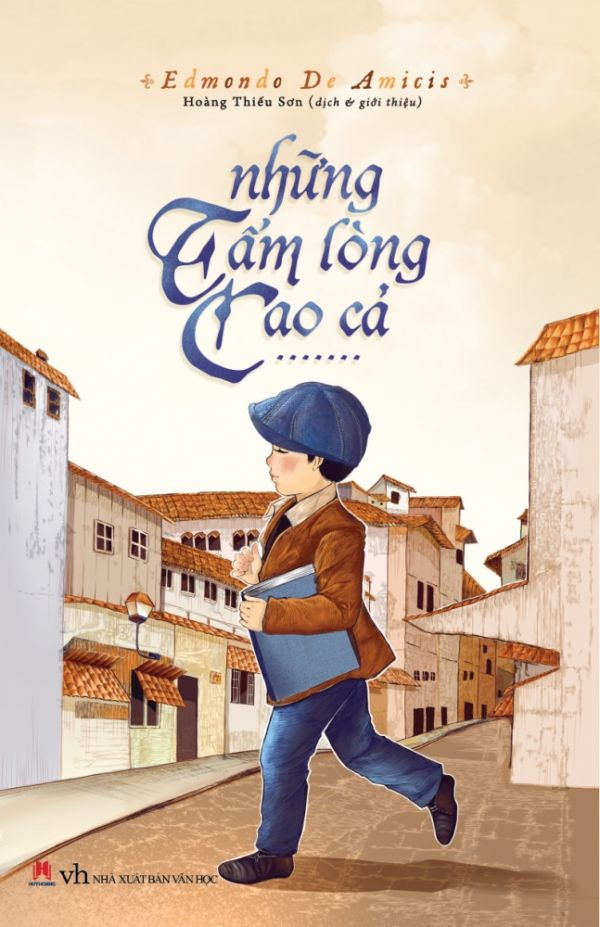 Edmondo De Amicis
Hoàng Thiếu Sơn (dịch & giới thiệu)
những
Tấm lòng
Cao cả
.......
HUYHOANG
vh NHÀ XUẤT BẢN VĂN HỌC